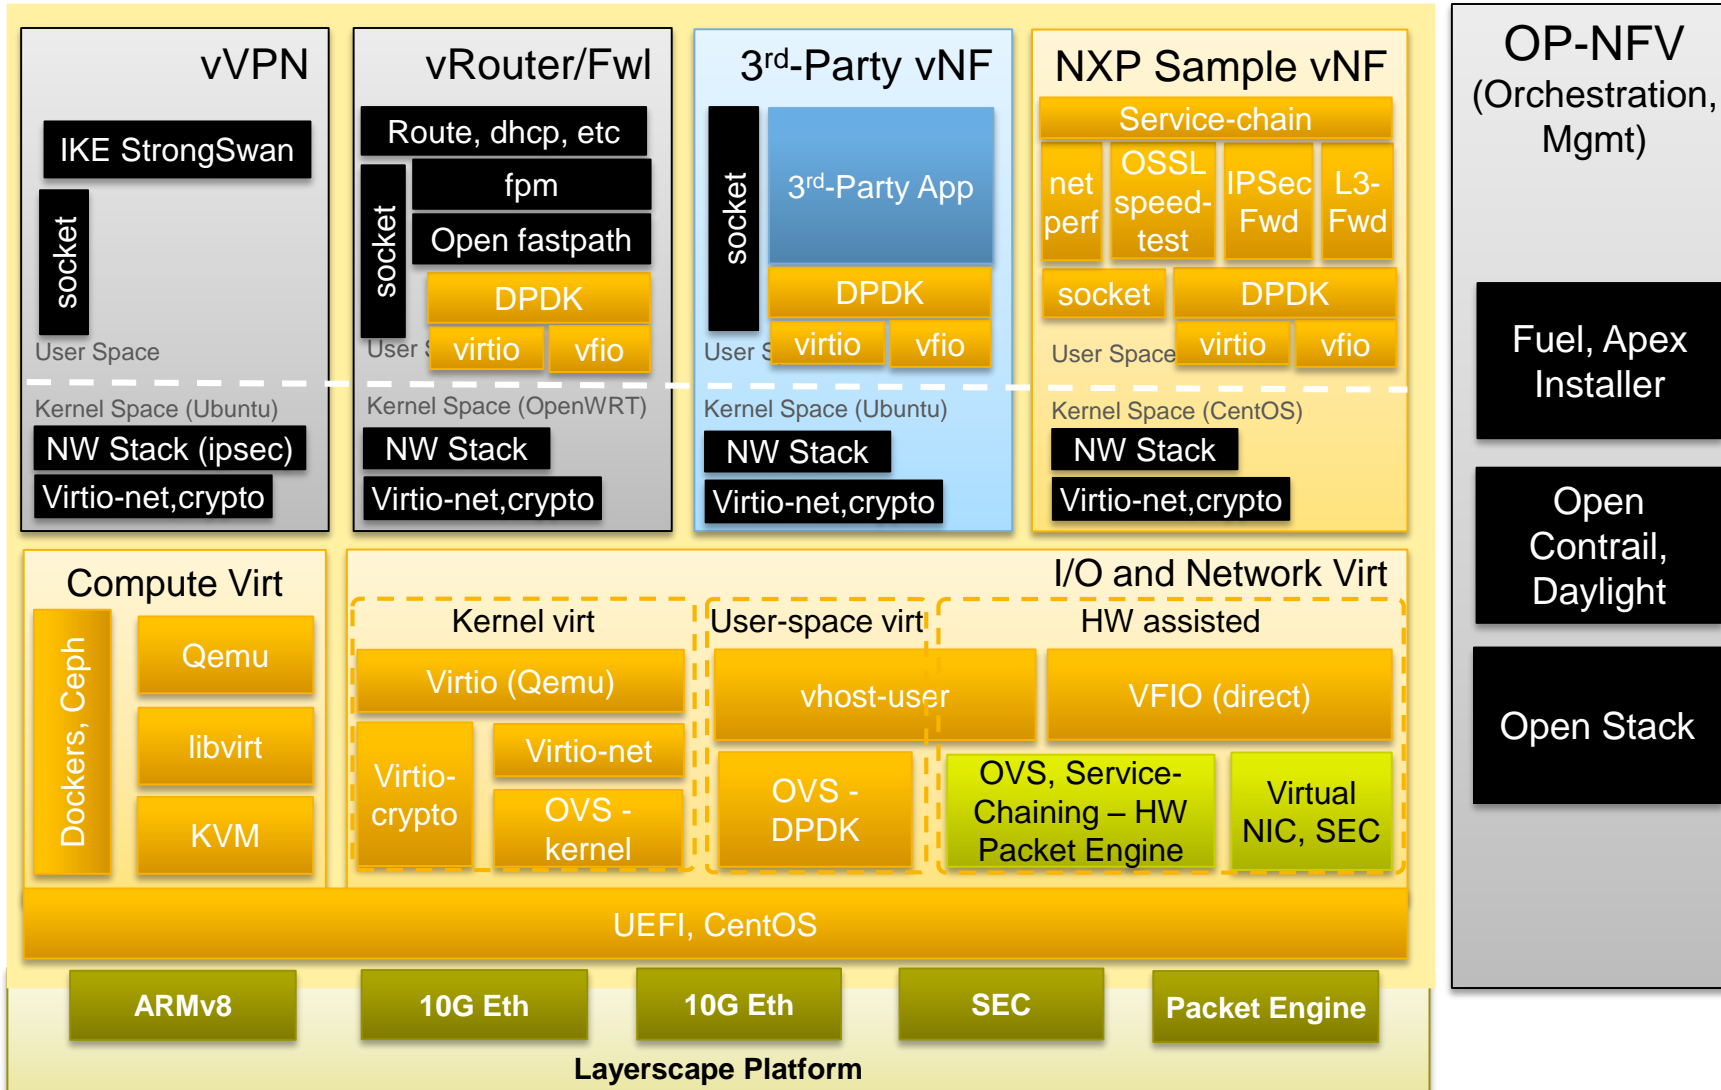 vVPN
IKE StrongSwan
socket
User Space
Kernel Space (Ubuntu)
NW Stack (ipsec)
Virtio-net,crypto
vRouter/Fwl
Route, dhcp, etc
socket
fpm
Open fastpath
DPDK
virtio
vfio
User S
Kernel Space (OpenWRT)
NW Stack
Virtio-net,crypto
3rd-Party vNF
socket
3rd-Party App
DPDK
virtio
vfio
User S
Kernel Space (Ubuntu)
NW Stack
Virtio-net,crypto
NXP Sample vNF
Service-chain
net
perf
OSSL
speed-
test
IPSec
Fwd
L3-
Fwd
socket
DPDK
virtio
vfio
User Space
Kernel Space (CentOS)
NW Stack
Virtio-net,crypto
Compute Virt
Dockers, Ceph
Qemu
libvirt
KVM
I/O and Network Virt
Kernel virt
Virtio (Qemu)
Virtio-
crypto
Virtio-net
OVS -
kernel
User-space virt
vhost-user
OVS -
DPDK
HW assisted
VFIO (direct)
OVS, Service-
Chaining – HW
Packet Engine
Virtual
NIC, SEC
UEFI, CentOS
ARMv8
10G Eth
10G Eth
SEC
Packet Engine
Layerscape Platform
OP-NFV
(Orchestration,
Mgmt)
Fuel, Apex
Installer
Open
Contrail,
Daylight
Open Stack